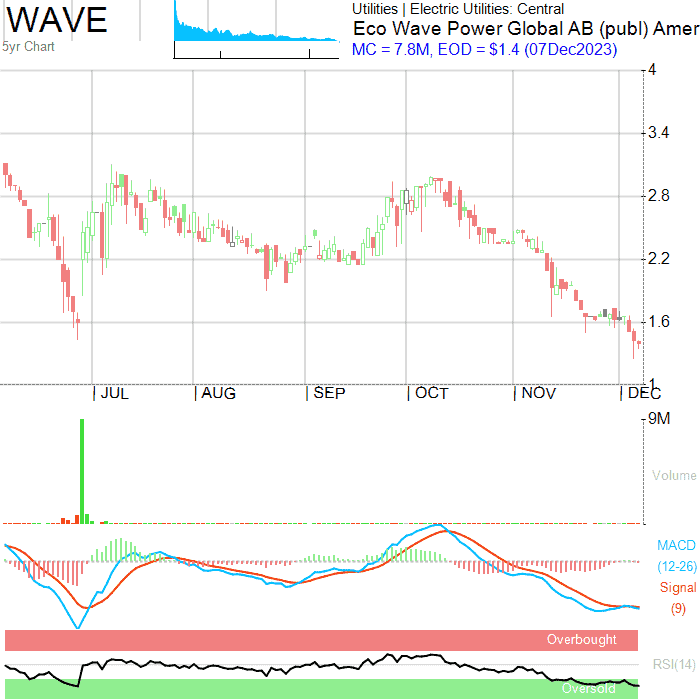 WAVE
5yr Chart
Utilities | Electric Utilities: Central
Eco Wave Power Global AB (publ) Amer
MC = 7.8M, EOD = $1.4 (07Dec2023)
4
3.4
2.8
2.2
1.6
1
JUL
AUG
SEP
OCT
NOV
DEC
9M
Volume
MACD
(12-26)
Signal
(9)
Overbought
RSI(14)
Oversold